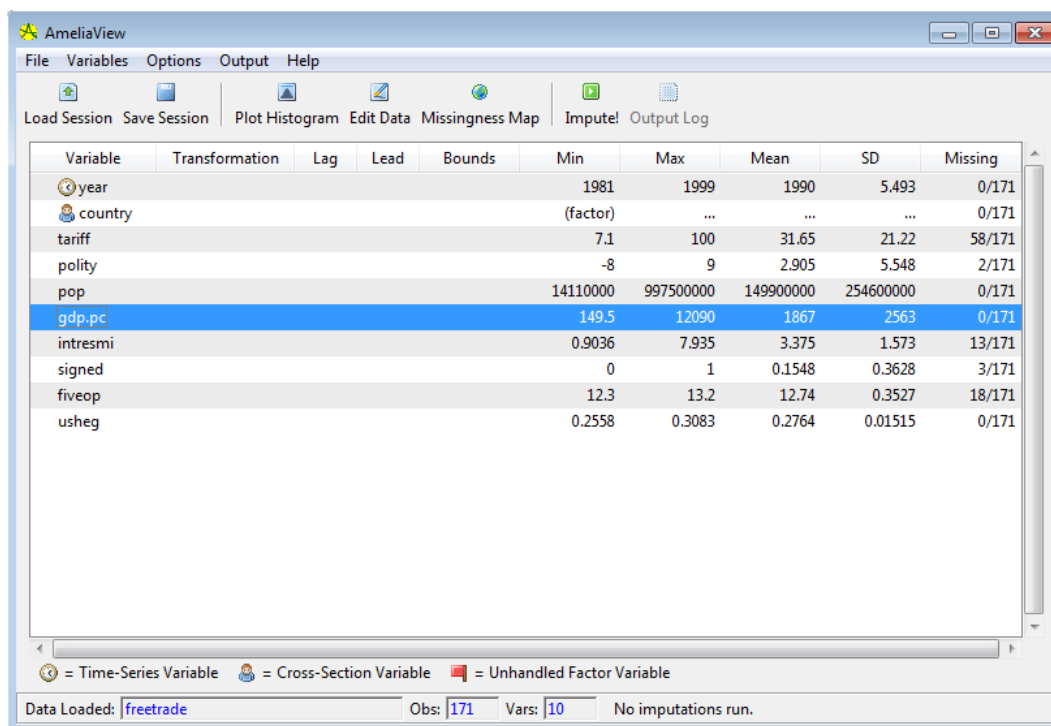 AmeliaView
File Variables Options Output Help
Load Session Save Session Plot Histogram Edit Data Missingness Map Impute! Output Log
Variable Transformation Lag Lead Bounds Min Max Mean SD Missing
year 1981 1999 1990 5.493 0/171
country (factor) ... ... ... 0/171
tariff 7.1 100 31.65 21.22 58/171
polity -8 9 2.905 5.548 2/171
pop 14110000 997500000 149900000 254600000 0/171
gdp.pc 149.5 12090 1867 2563 0/171
intresmi 0.9036 7.935 3.375 1.573 13/171
signed 0 1 0.1548 0.3628 3/171
fiveop 12.3 13.2 12.74 0.3527 18/171
usheg 0.2558 0.3083 0.2764 0.01515 0/171
= Time-Series Variable = Cross-Section Variable = Unhandled Factor Variable
Data Loaded: freetrade Obs: 171 Vars: 10 No imputations run.